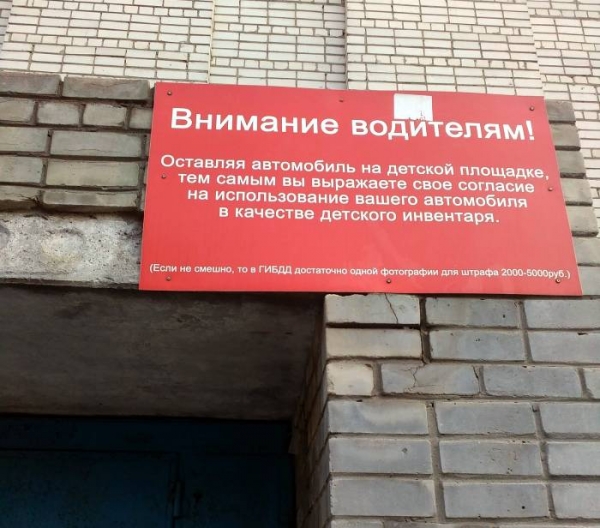 Внимание водителям!
Оставляя автомобиль на детской площадке,
тем самым вы выражаете свое согласие
на использование вашего автомобиля
в качестве детского инвентаря.
(Если не смешно, то в ГИБДД достаточно одной фотографии для штрафа 2000-5000руб.)